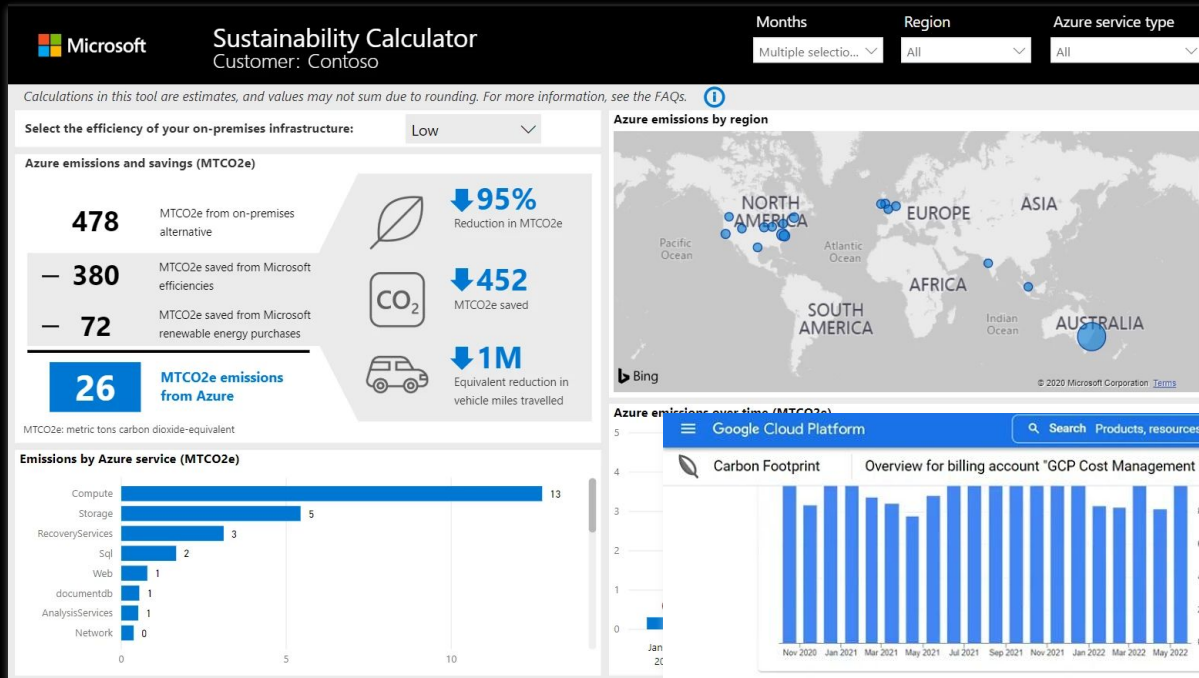 Microsoft
Sustainability Calculator
Customer: Contoso
Months
Multiple selectio...
Region
All
Azure service type
All
Calculations in this tool are estimates, and values may not sum due to rounding. For more information, see the FAQs.
Select the efficiency of your on-premises infrastructure:
Low
Azure emissions and savings (MTCO2e)
478
MTCO2e from on-premises
alternative
– 380
MTCO2e saved from Microsoft
efficiencies
– 72
MTCO2e saved from Microsoft
renewable energy purchases
26
MTCO2e emissions
from Azure
MTCO2e: metric tons carbon dioxide-equivalent
95%
Reduction in MTCO2e
CO2
452
MTCO2e saved
1M
Equivalent reduction in
vehicle miles travelled
Emissions by Azure service (MTCO2e)
Compute 13
Storage 5
RecoveryServices 3
Sql 2
Web 1
documentdb 1
AnalysisServices 1
Network 0
0 5 10
Azure emissions by region
NORTH
AMERICA
EUROPE
ASIA
Pacific
Ocean
Atlantic
Ocean
AFRICA
SOUTH
AMERICA
Indian
Ocean
AUSTRALIA
Bing
© 2020 Microsoft Corporation Terms
Azure emissions over time (MTCO2e)
5
4
3
2
1
0
Jan
Google Cloud Platform
Search Products, resources
Carbon Footprint
Overview for billing account "GCP Cost Management
Nov 2020 Jan 2021 Mar 2021 May 2021 Jul 2021 Sep 2021 Nov 2021 Jan 2022 Mar 2022 May 2022